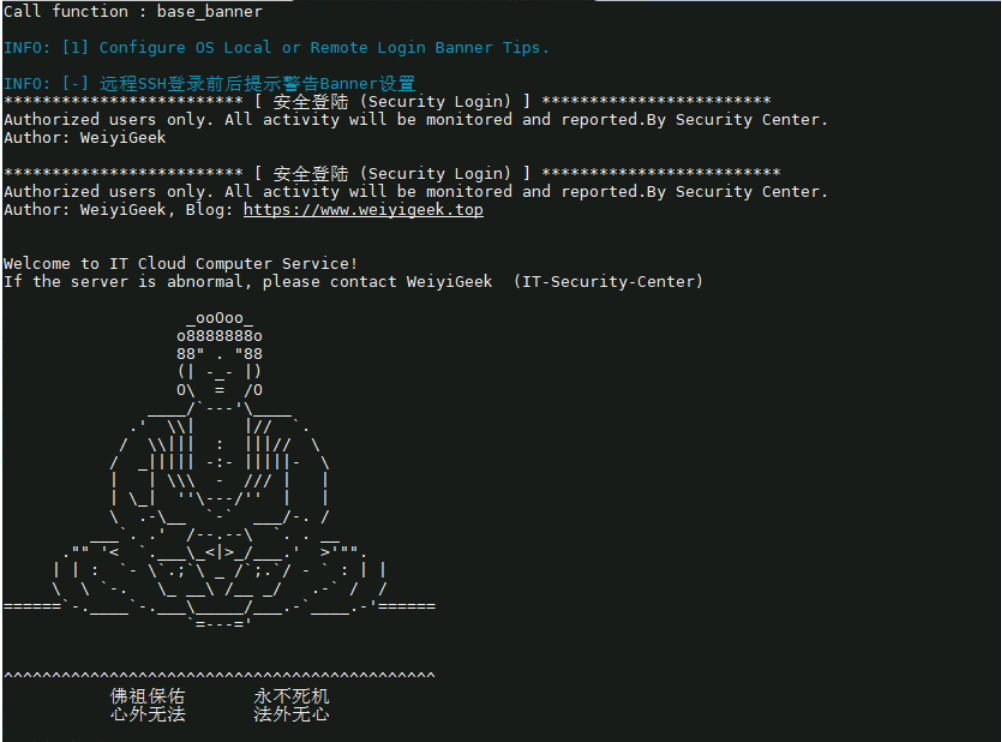 Call function : base_banner
INFO: [1] Configure OS Local or Remote Login Banner Tips.
INFO: [-] 远程SSH登录前后提示警告Banner设置
************************* [ 安全登陆 (Security Login) ] ************************
Authorized users only. All activity will be monitored and reported.By Security Center.
Author: WeiyiGeek
************************* [ 安全登陆 (Security Login) ] *************************
Authorized users only. All activity will be monitored and reported.By Security Center.
Author: WeiyiGeek, Blog: https://www.weiyigeek.top
Welcome to IT Cloud Computer Service!
If the server is abnormal, please contact WeiyiGeek  (IT-Security-Center)
                   _ooOoo_
                  o8888888o
                  88" . "88
                  (| -_- |)
                  O\  =  /O
               ____/`---'\____
             .'  \\|     |//  `.
            /  \\|||  :  |||//  \
           /  _||||| -:- |||||-  \
           |   | \\\  -  /// |   |
           | \_|  ''\---/''  |   |
           \  .-\__  `-`  ___/-. /
         ___`. .'  /--.--\  `. . __
      ."" '<  `.___\_<|>_/___.'  >'"".
     | | :  `- \`.;`\ _ /`;.`/ - ` : | |
     \  \ `-.   \_ __\ /__ _/   .-` /  /
======`-.____`-.___\_____/___.-`____.-'======
                   `=---='
^^^^^^^^^^^^^^^^^^^^^^^^^^^^^^^^^^^^^^^^^^^^^
           佛祖保佑       永不死机
           心外无法       法外无心